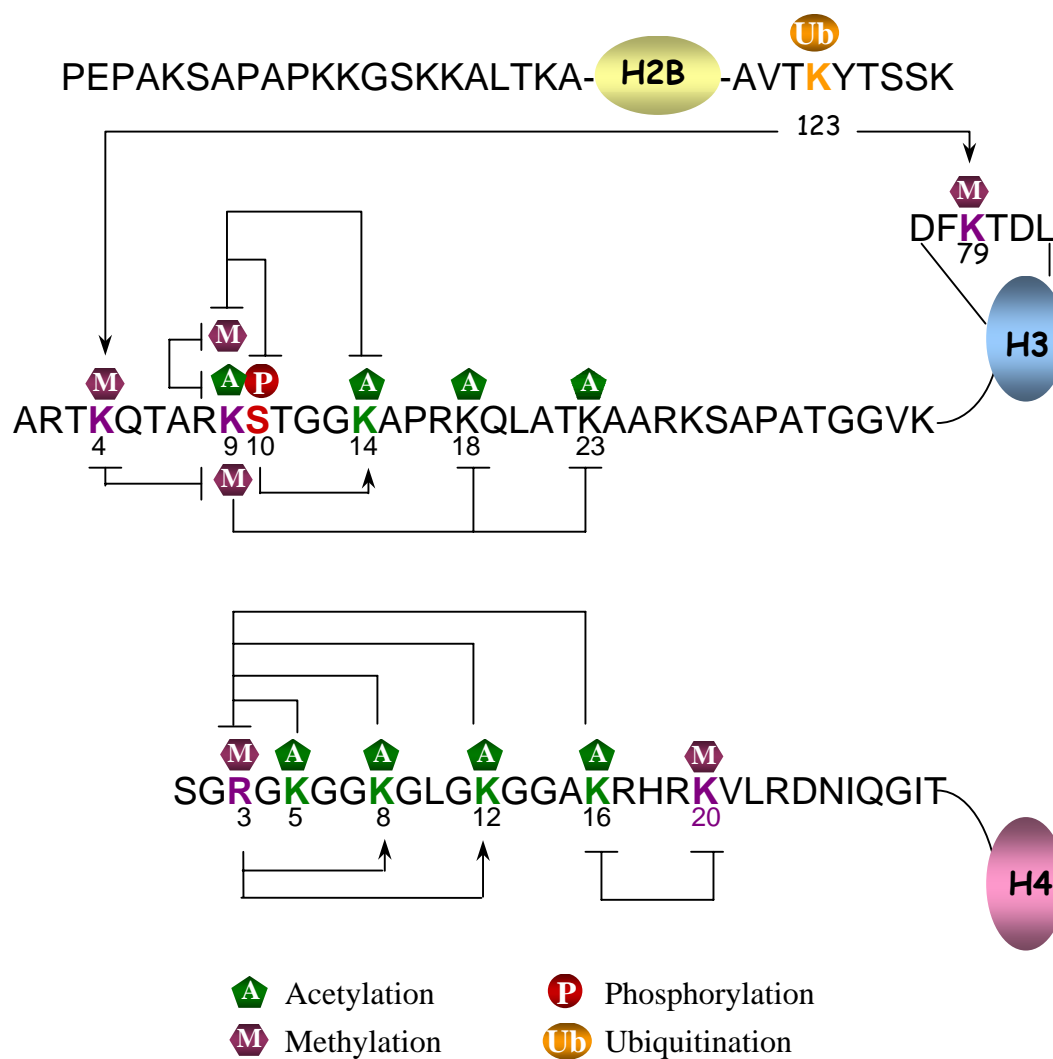 Ub
PEPAKSAPAPKKGSKKALTKA- H2B -AVTKYTSSK
123
M
DFKTDL
79
H3
M
M A P A A A
ARTKQTARKSTGGKAPRKQLATKAARKSAPATGGVK
4 9 10 14 18 23
M
M A A A A M
SGRGKGGKGLGKGGAKRHRKVLRDNIQGIT
3 5 8 12 16 20
H4
A Acetylation P Phosphorylation
M Methylation Ub Ubiquitination